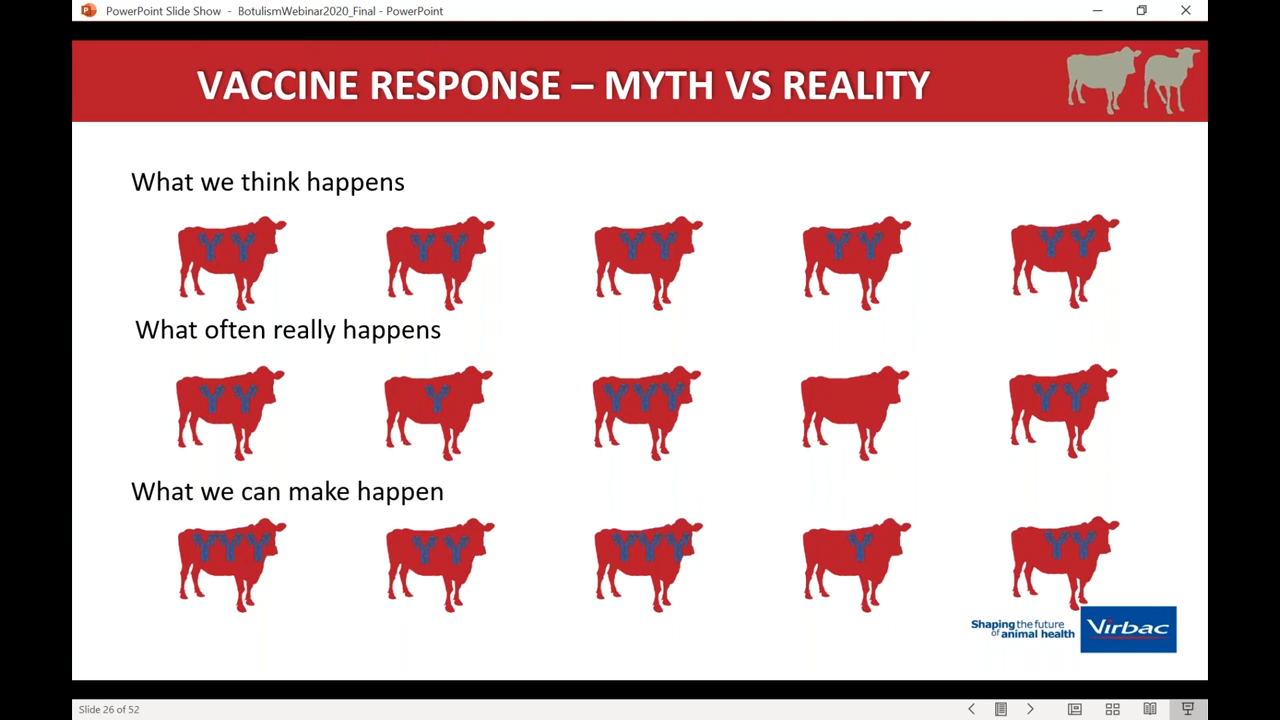 PowerPoint Slide Show - BotulismWebinar2020_Final - PowerPoint
VACCINE RESPONSE – MYTH VS REALITY
What we think happens
What often really happens
What we can make happen
Shaping the future
of animal health
Virbac
Slide 26 of 52